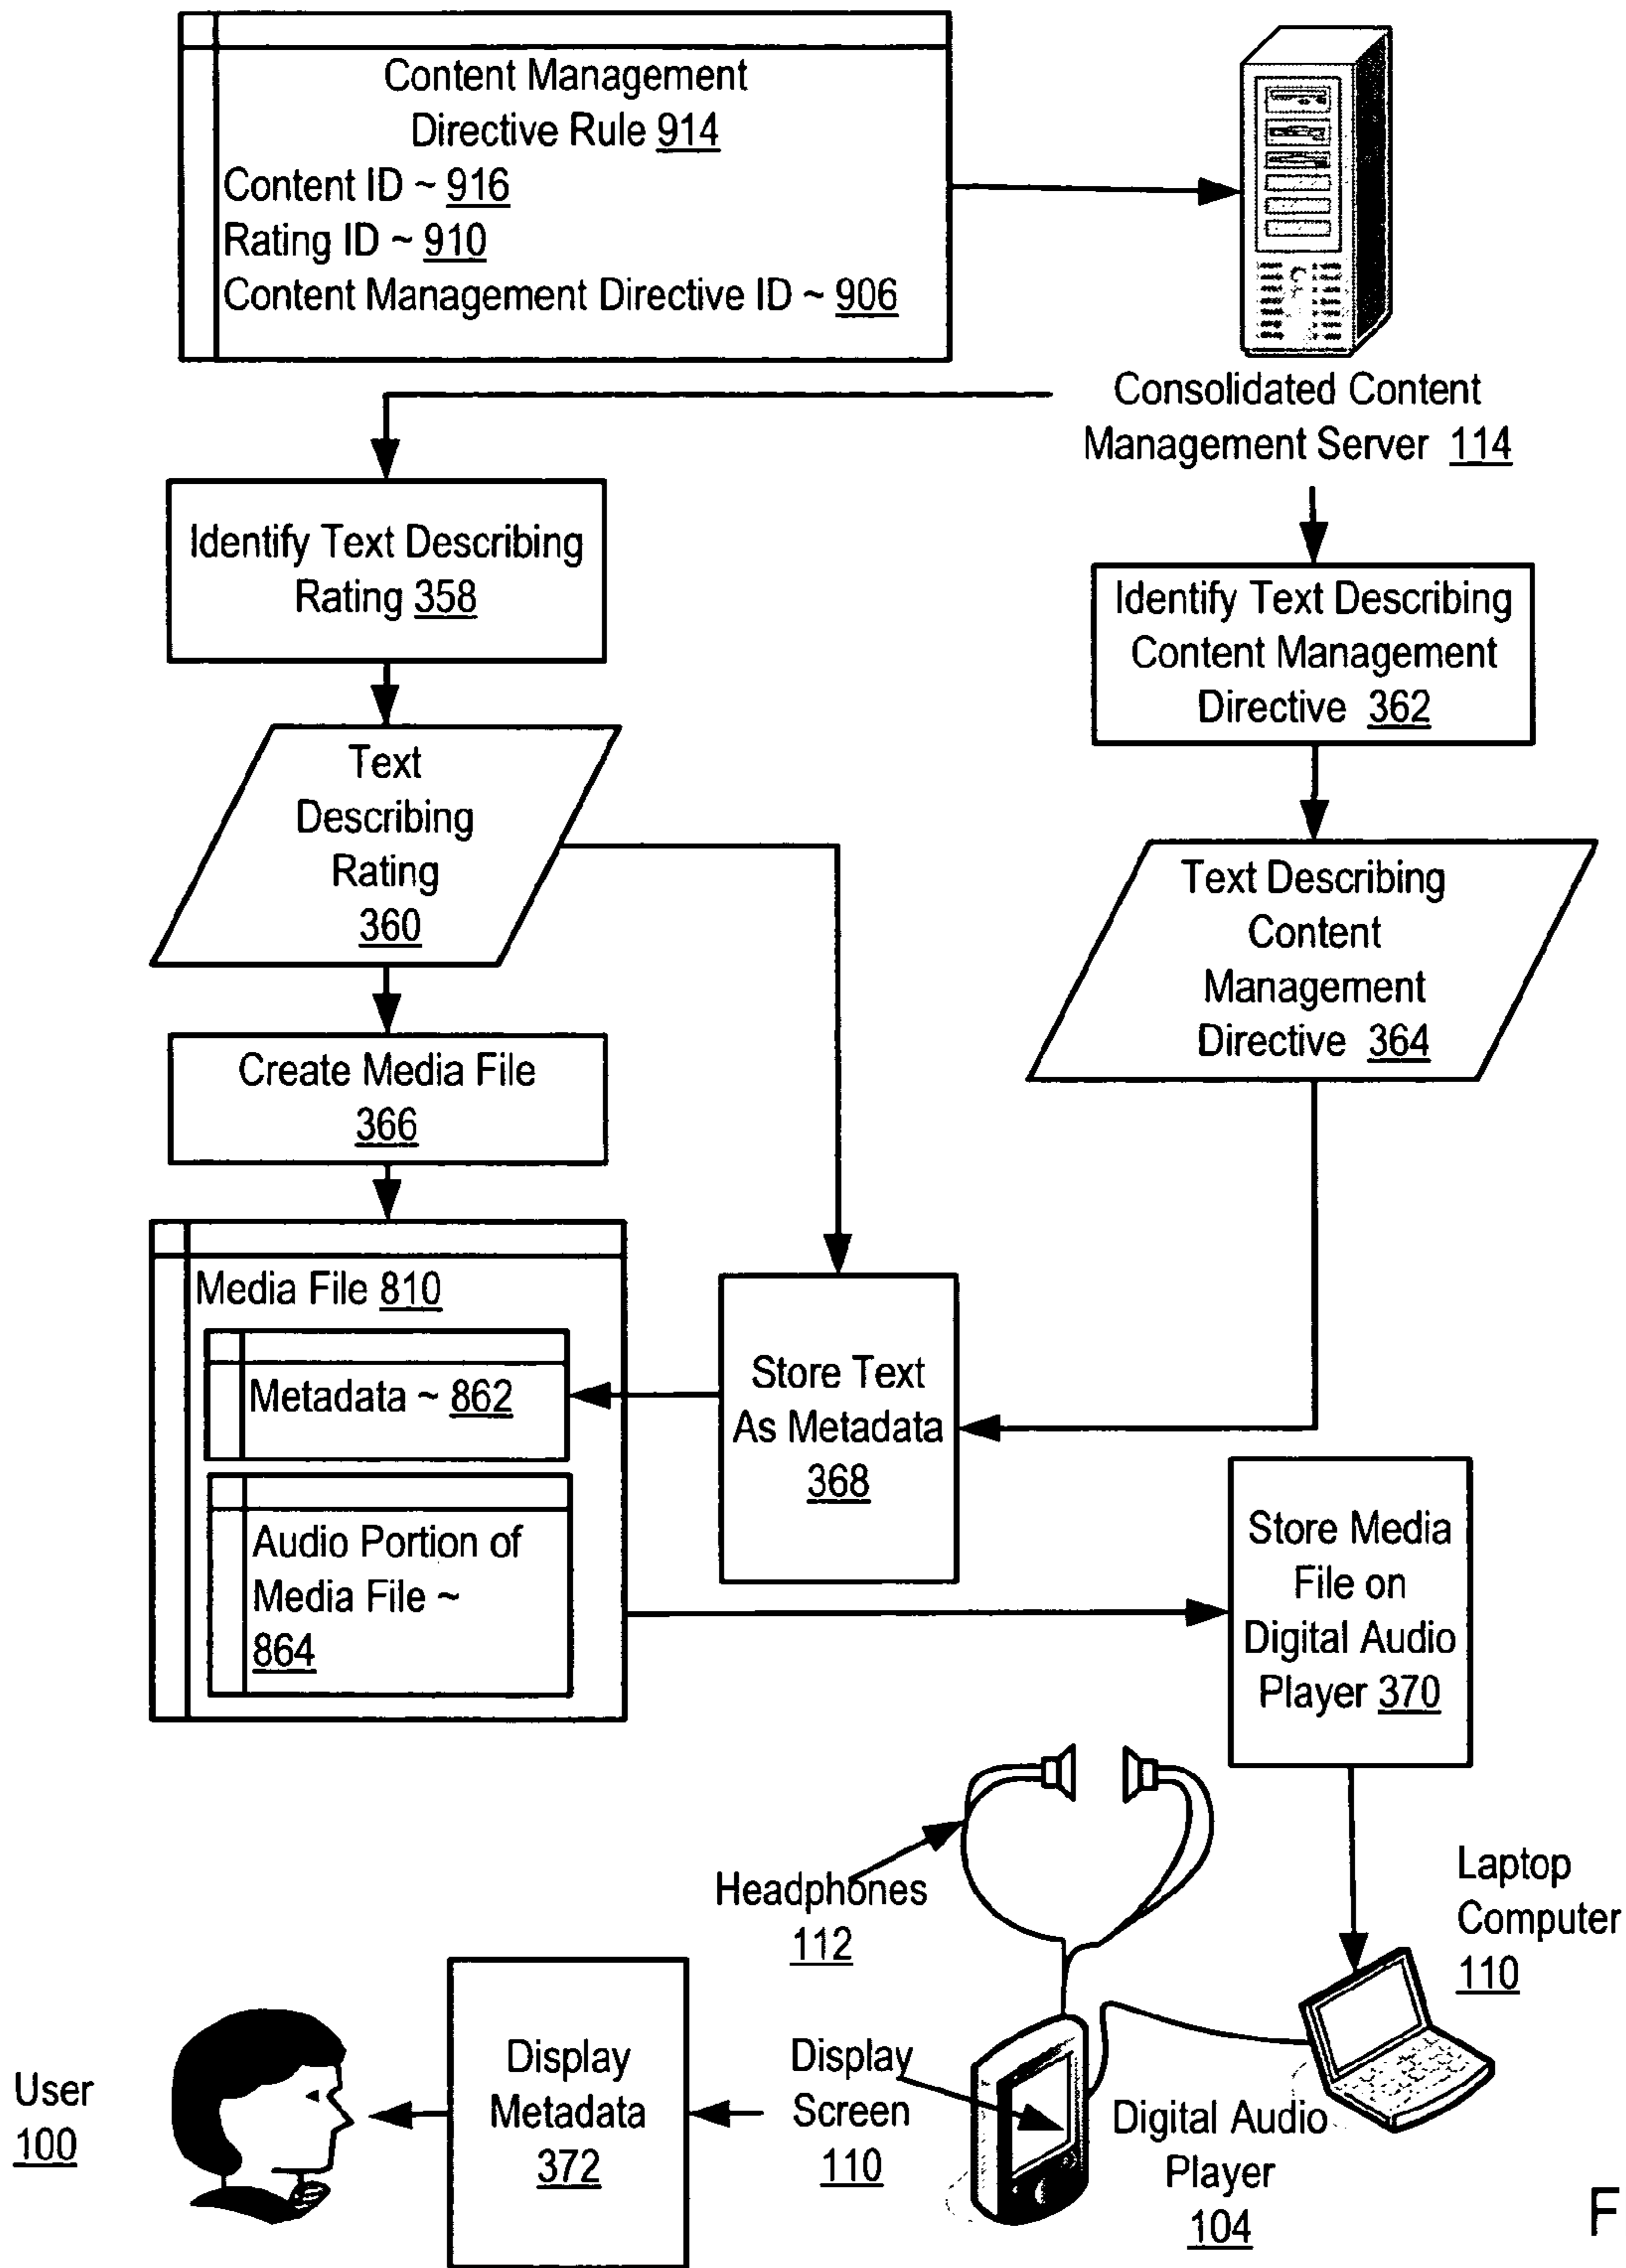 Content Management
Directive Rule 914
Content ID ~ 916
Rating ID ~ 910
Content Management Directive ID ~ 906
Consolidated Content
Management Server 114
Identify Text Describing
Rating 358
Identify Text Describing
Content Management
Directive 362
Text
Describing
Rating
360
Text Describing
Content
Management
Directive 364
Create Media File
366
Media File 810
Metadata ~ 862
Store Text
As Metadata
368
Audio Portion of
Media File ~
864
Store Media
File on
Digital Audio
Player 370
Headphones
112
Laptop
Computer
110
User
100
Display
Metadata
372
Display
Screen
110
Digital Audio
Player
104
F